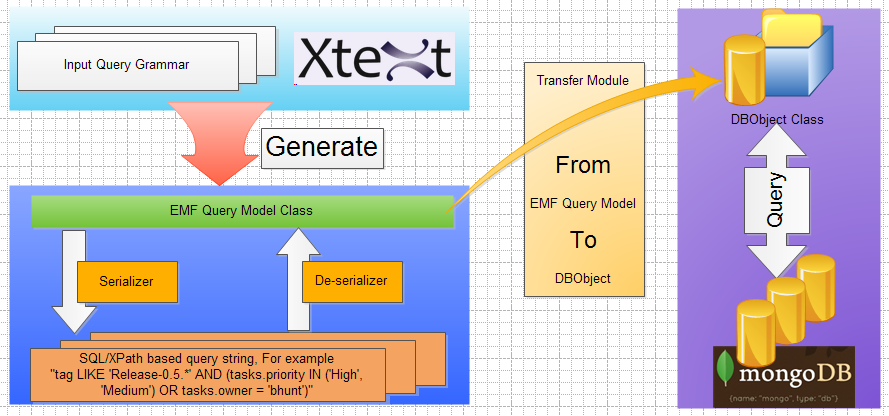 Input Query Grammar
Xtext
Generate
EMF Query Model Class
Serializer
De-serializer
SQL/XPath based query string, For example
"tag LIKE 'Release-0.5.*' AND (tasks.priority IN ('High',
'Medium') OR tasks.owner = 'bhunt')"
Transfer Module
From
EMF Query Model
To
DBObject
DBObject Class
Query
mongoDB
{name: "mongo", type: "db"}